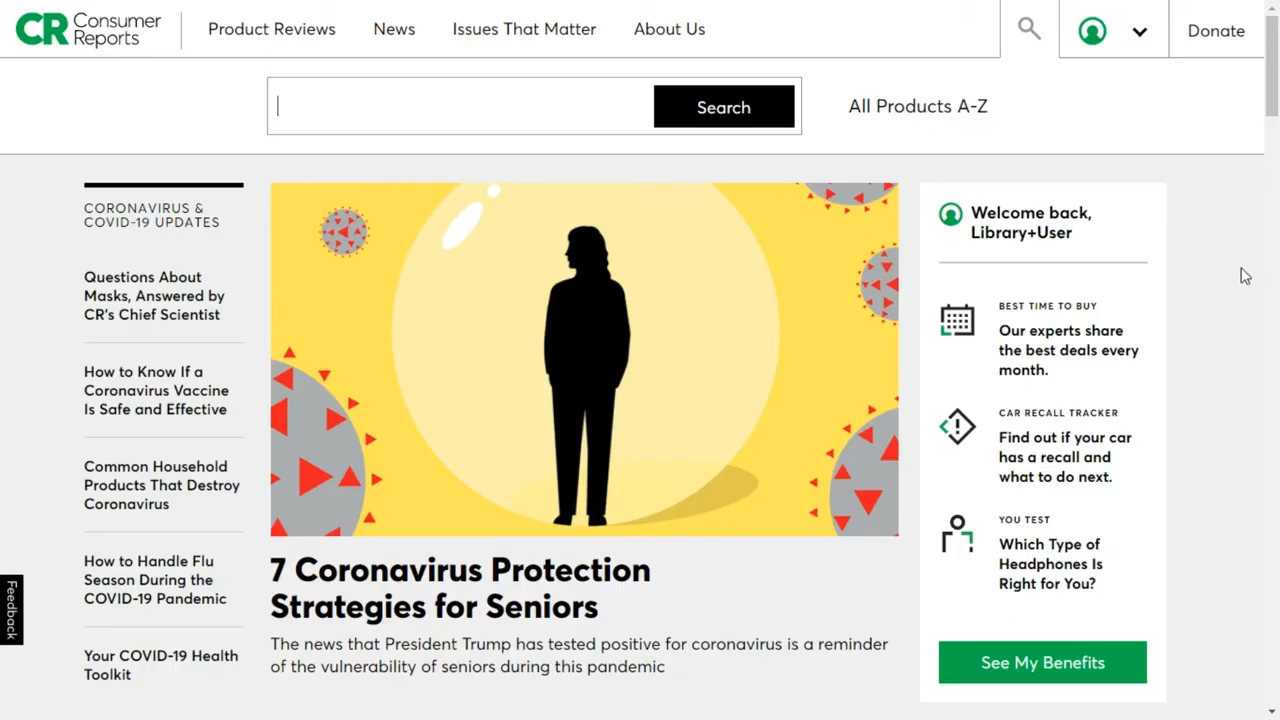 CR Consumer Reports
Product Reviews
News
Issues That Matter
About Us
Donate
Search
All Products A-Z
CORONAVIRUS &
COVID-19 UPDATES
Questions About
Masks, Answered by
CR's Chief Scientist
How to Know If a
Coronavirus Vaccine
Is Safe and Effective
Common Household
Products That Destroy
Coronavirus
How to Handle Flu
Season During the
COVID-19 Pandemic
Your COVID-19 Health
Toolkit
7 Coronavirus Protection
Strategies for Seniors
The news that President Trump has tested positive for coronavirus is a reminder
of the vulnerability of seniors during this pandemic
Welcome back,
Library+User
BEST TIME TO BUY
Our experts share
the best deals every
month.
CAR RECALL TRACKER
Find out if your car
has a recall and
what to do next.
YOU TEST
Which Type of
Headphones Is
Right for You?
See My Benefits
Feedback